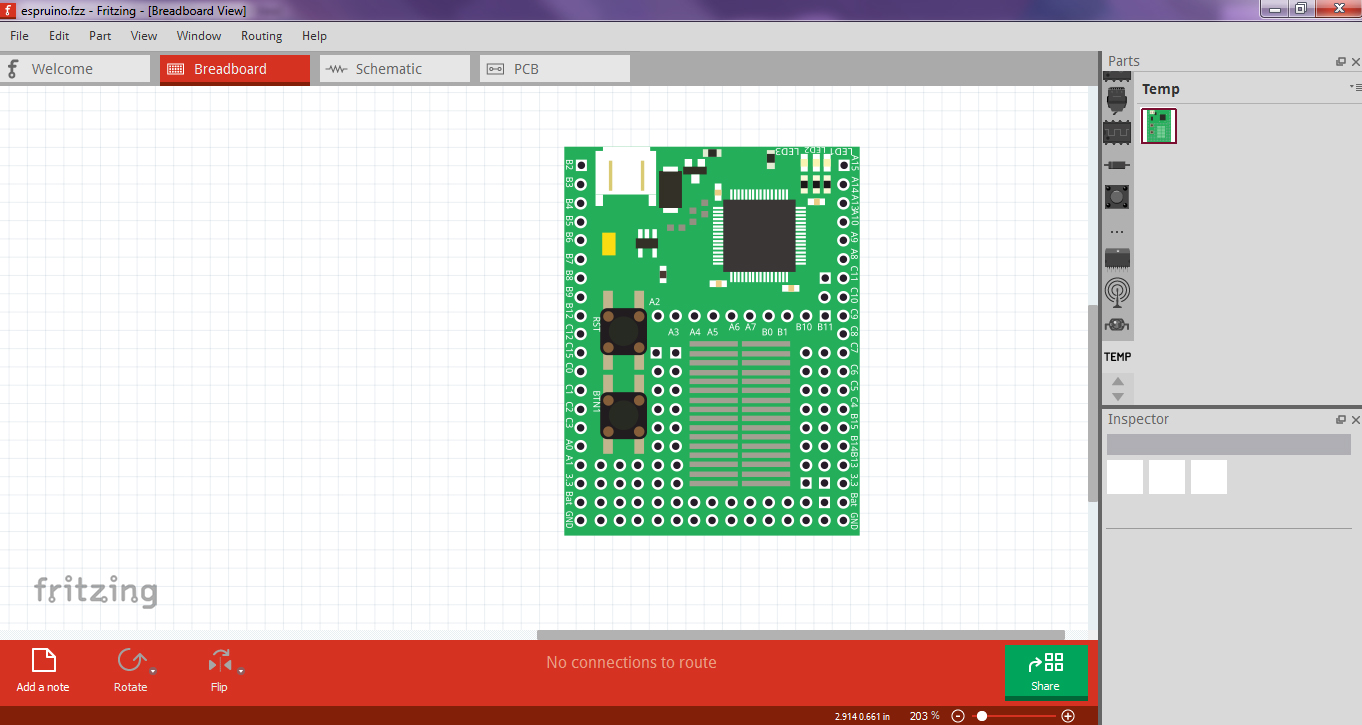 espruino.fzz - Fritzing - [Breadboard View]
File Edit Part View Window Routing Help
Welcome Breadboard Schematic PCB
Parts
Temp
...
TEMP
Inspector
LED3 LED2 LED1
B2
B3
B4
B5
B6
B7
B8
B9
B12
C12
C15
C0
C1
C2
C3
A0
A1
3.3
Bat
GND
RST
BTN1
A2
A3 A4 A5 A6 A7 B0 B1 B10 B11
A15
A14
A13
A10
A9
A8
C11
C10
C9
C8
C7
C6
C5
C4
B15
B14
B13
3.3
Bat
GND
fritzing
Add a note Rotate Flip
No connections to route
Share
2.914 0.661 in 203 %